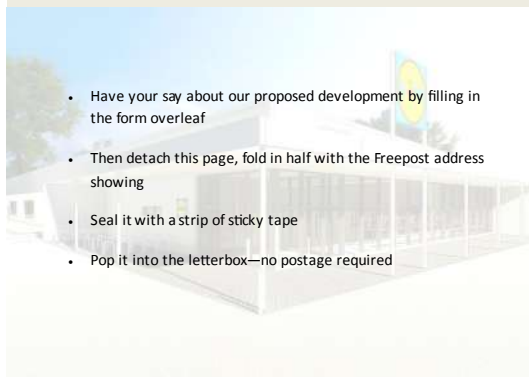 • Have your say about our proposed development by filling in
the form overleaf
• Then detach this page, fold in half with the Freepost address
showing
• Seal it with a strip of sticky tape
• Pop it into the letterbox—no postage required